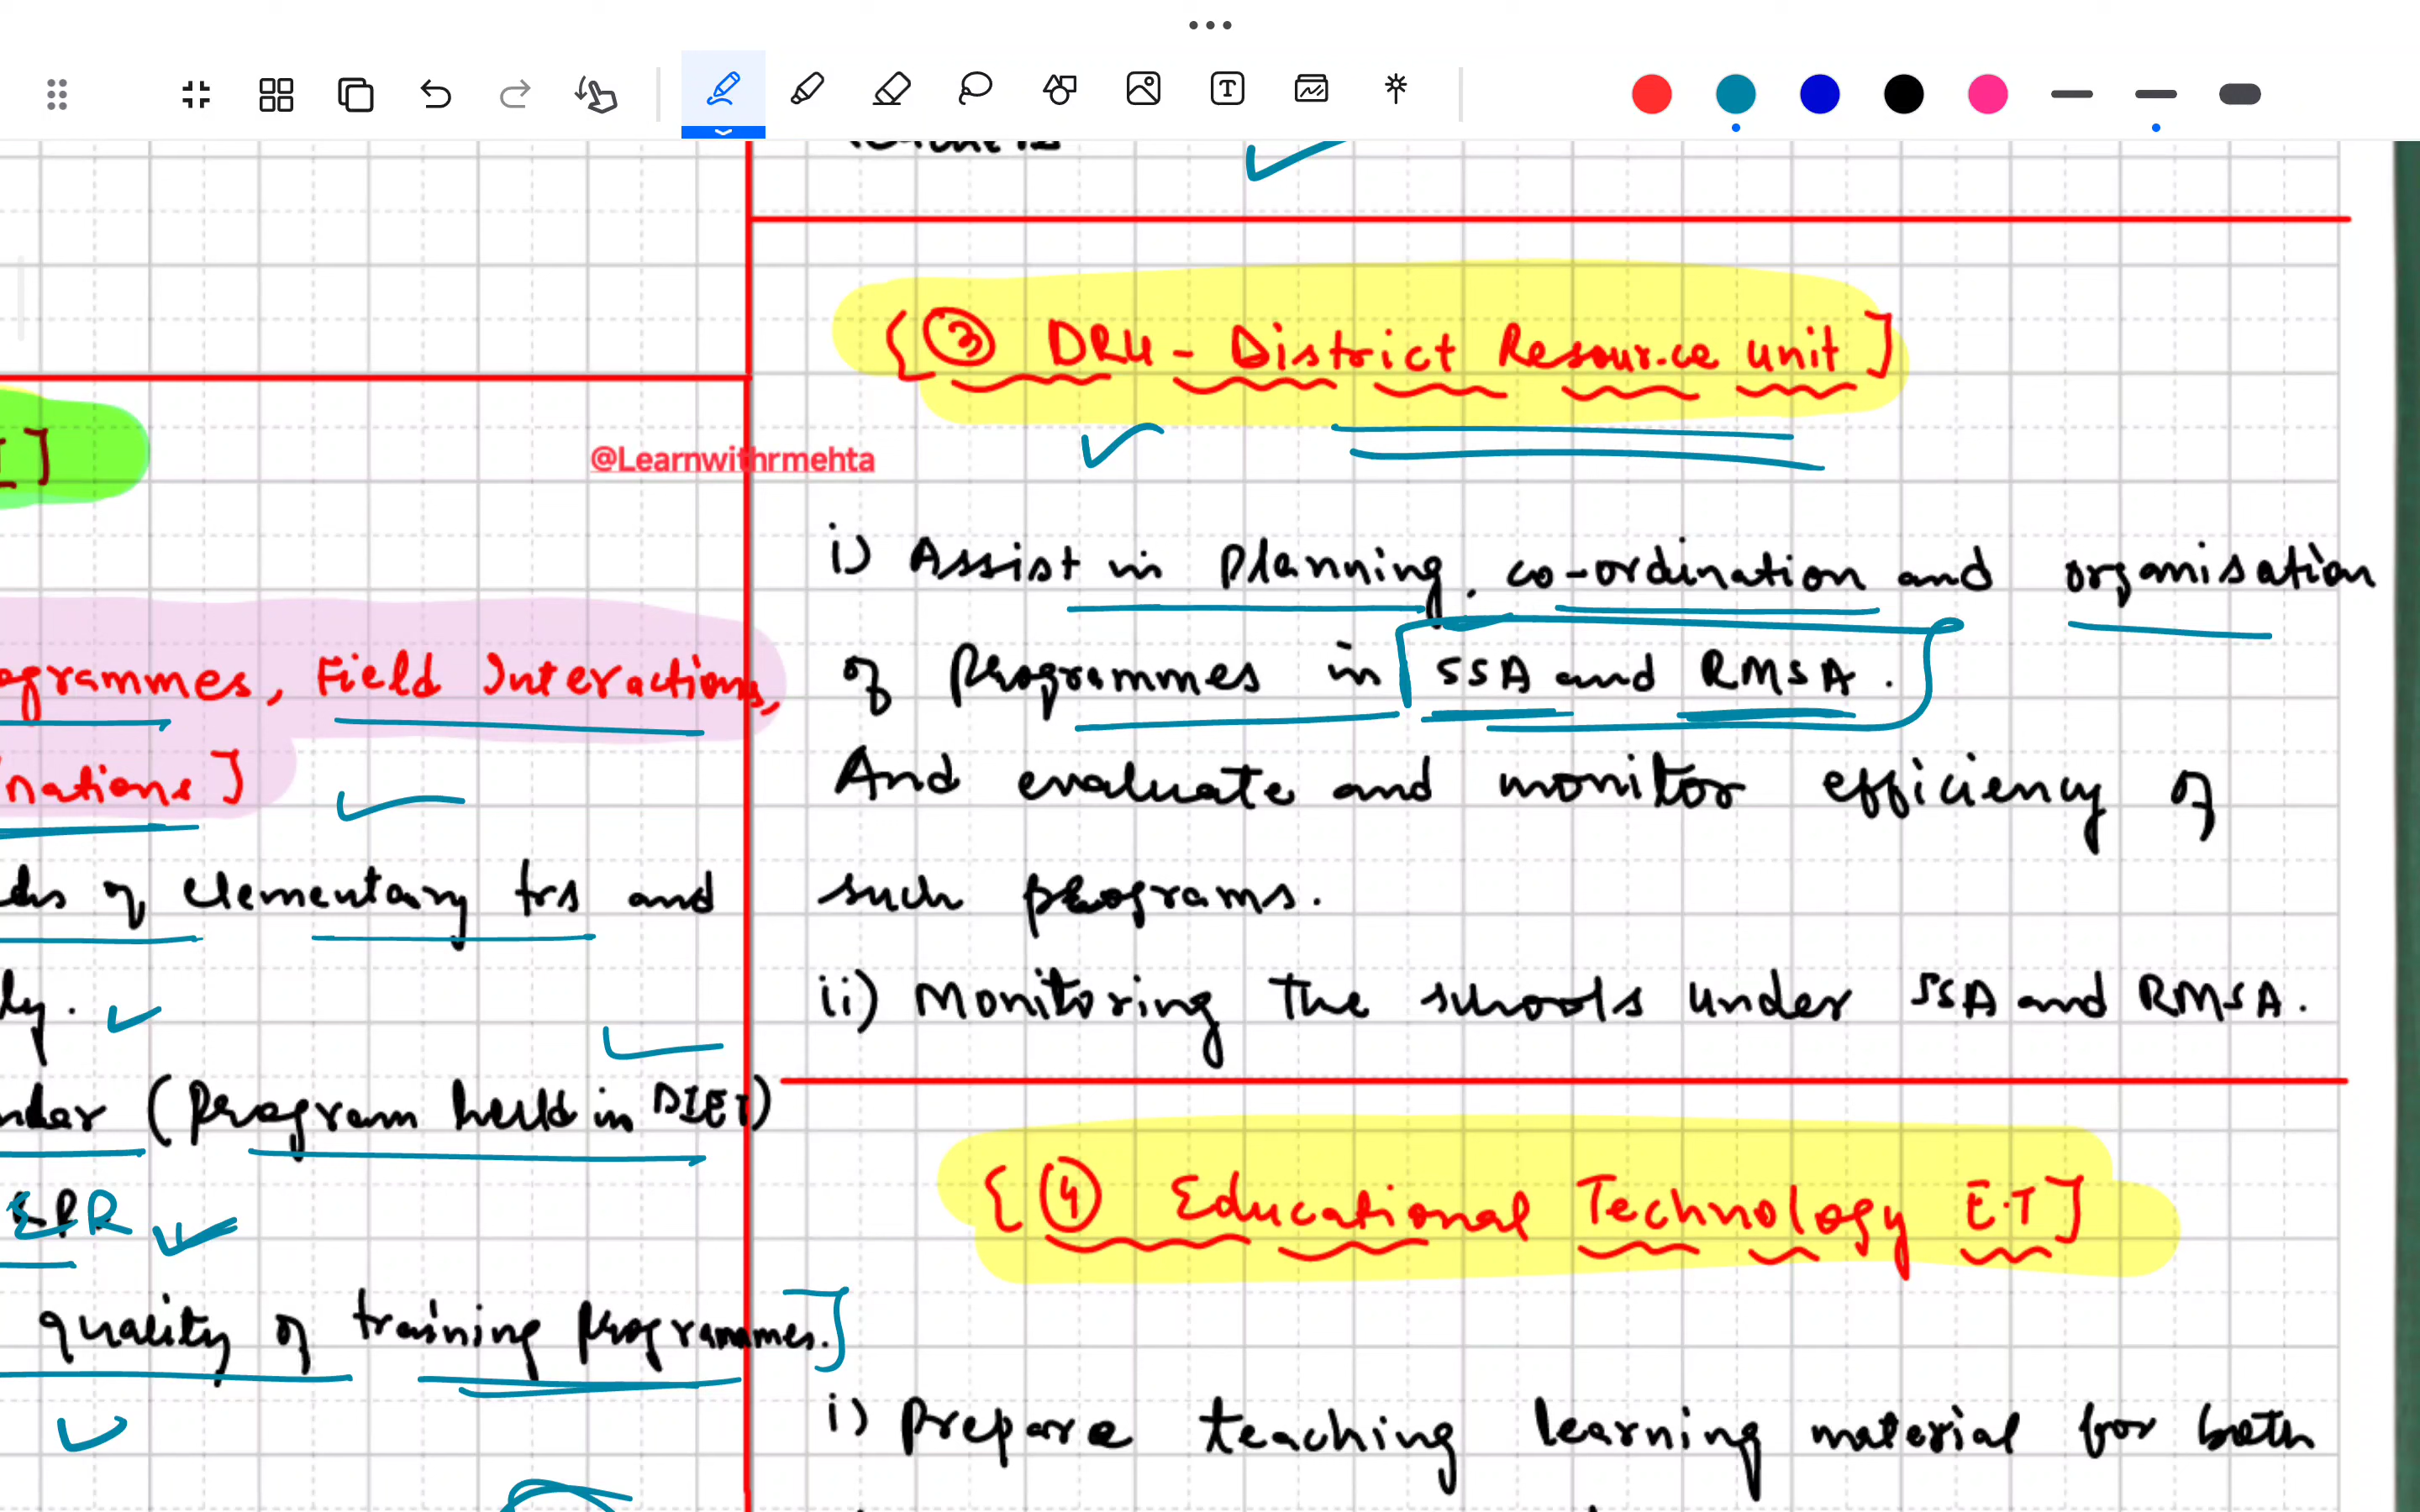 T]
@Learnwithrmehta
ogrammes, Field Interactions,
nations]
of elementary trs and
ly.
nder (Program held in DIET)
quality of training programmes.]
{③ DRU - District Resource unit]
i) Assist in Planning, co-ordination and organisation
of Programmes in SSA and RMSA.
And evaluate and monitor efficiency of
such programs.
ii) Monitoring the schools under SSA and RMSA.
{④ Educational Technology E.T]
i) Prepare teaching learning material for both